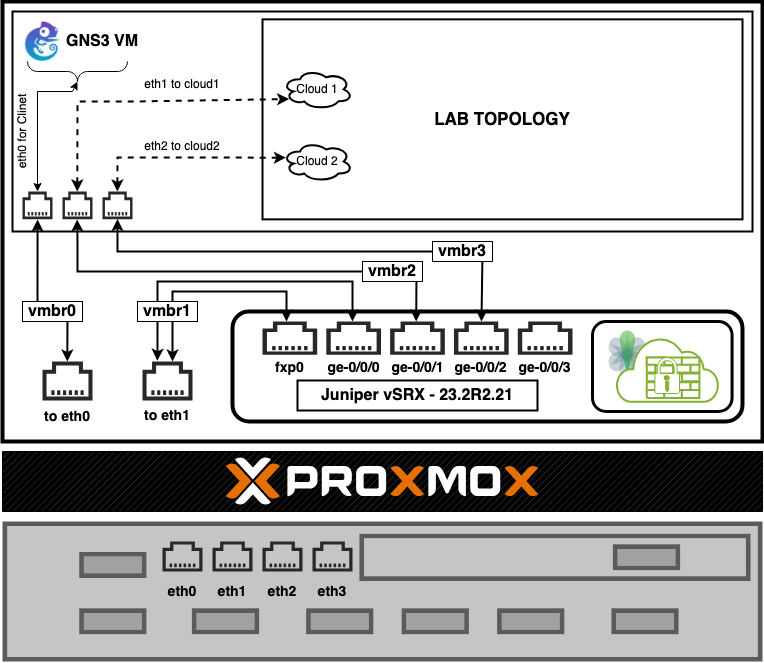 GNS3 VM
eth0 for Clinet
eth1 to cloud1
Cloud 1
eth2 to cloud2
Cloud 2
LAB TOPOLOGY
vmbr3
vmbr2
vmbr0
vmbr1
fxp0
ge-0/0/0
ge-0/0/1
ge-0/0/2
ge-0/0/3
Juniper vSRX - 23.2R2.21
to eth0
to eth1
PROXMOX
eth0
eth1
eth2
eth3